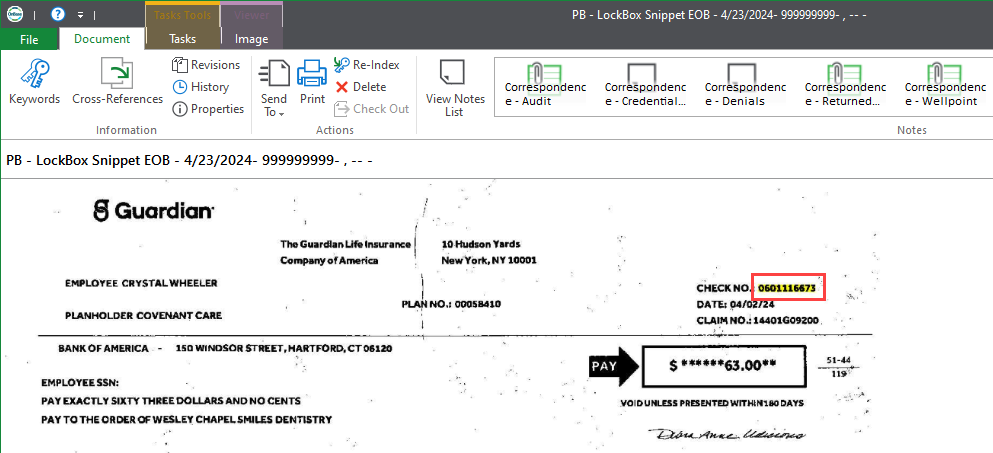 PB - LockBox Snippet EOB - 4/23/2024- 999999999- , -- -
Tasks Tools
Viewer
File
Document
Tasks
Image
Keywords
Cross-References
Revisions
History
Properties
Information
Send To
Print
Re-Index
Delete
Check Out
Actions
View Notes List
Correspondence - Audit
Correspondence - Credential...
Correspondence - Denials
Correspondence - Returned...
Correspondence - Wellpoint
Notes
PB - LockBox Snippet EOB - 4/23/2024- 999999999- , -- -
Guardian
The Guardian Life Insurance
Company of America
10 Hudson Yards
New York, NY 10001
EMPLOYEE CRYSTAL WHEELER
PLANHOLDER COVENANT CARE
PLAN NO.: 00058410
CHECK NO.: 0601116673
DATE: 04/02/24
CLAIM NO.: 14401G09200
BANK OF AMERICA - 150 WINDSOR STREET, HARTFORD, CT 06120
PAY
$ ******63.00**
51-44
119
EMPLOYEE SSN:
PAY EXACTLY SIXTY THREE DOLLARS AND NO CENTS
PAY TO THE ORDER OF WESLEY CHAPEL SMILES DENTISTRY
VOID UNLESS PRESENTED WITHIN 180 DAYS